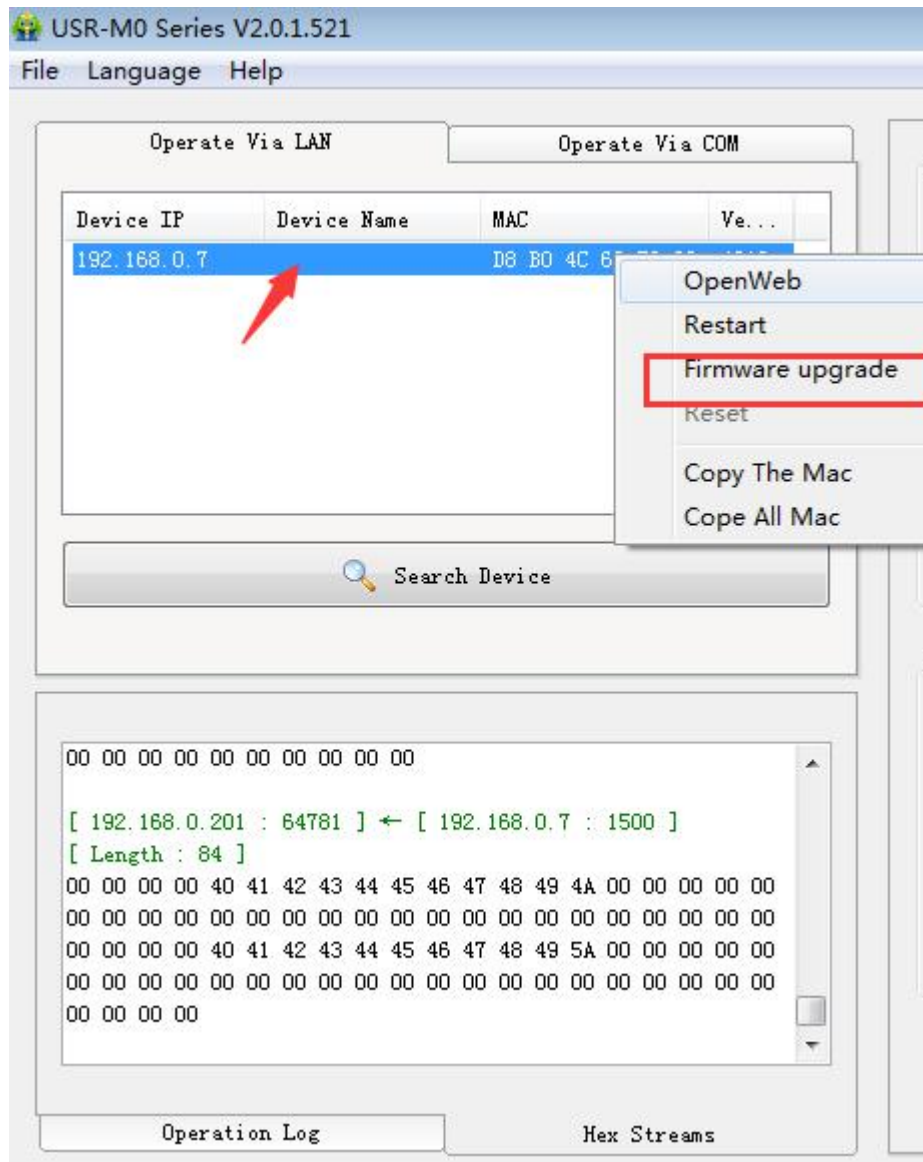 USR-M0 Series V2.0.1.521
File Language Help
Operate Via LAN Operate Via COM
Device IP Device Name MAC Ve...
192.168.0.7 D8 B0 4C
OpenWeb
Restart
Firmware upgrade
Reset
Copy The Mac
Cope All Mac
Search Device
00 00 00 00 00 00 00 00 00 00
[ 192.168.0.201 : 64781 ] ← [ 192.168.0.7 : 1500 ]
[ Length : 84 ]
00 00 00 00 40 41 42 43 44 45 46 47 48 49 4A 00 00 00 00 00
00 00 00 00 00 00 00 00 00 00 00 00 00 00 00 00 00 00 00 00
00 00 00 00 40 41 42 43 44 45 46 47 48 49 5A 00 00 00 00 00
00 00 00 00 00 00 00 00 00 00 00 00 00 00 00 00 00 00 00 00
00 00 00 00
Operation Log Hex Streams